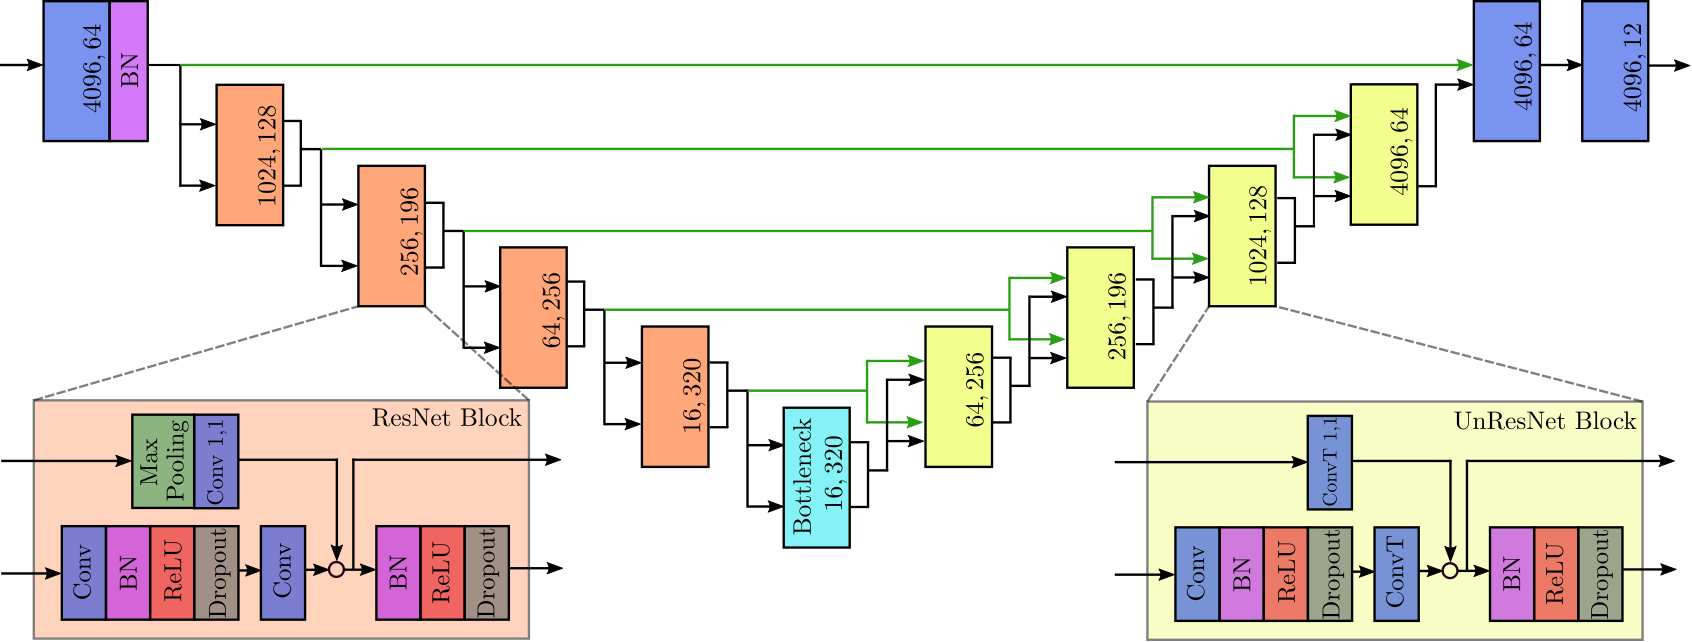 4096, 64
BN
1024, 128
256, 196
64, 256
16, 320
Bottleneck
16, 320
64, 256
256, 196
1024, 128
4096, 64
4096, 64
4096, 12
ResNet Block
Max
Pooling
Conv 1,1
Conv
BN
ReLU
Dropout
Conv
BN
ReLU
Dropout
UnResNet Block
ConvT 1,1
Conv
BN
ReLU
Dropout
ConvT
BN
ReLU
Dropout